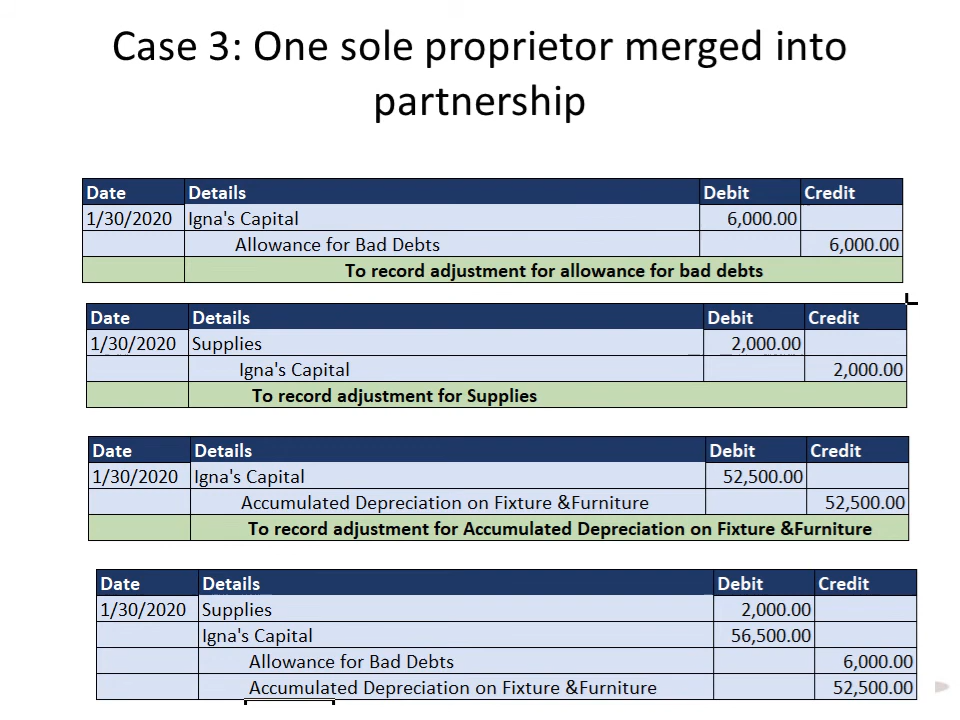 Case 3: One sole proprietor merged into
partnership
Date Details Debit Credit
1/30/2020 Igna's Capital 6,000.00
Allowance for Bad Debts 6,000.00
To record adjustment for allowance for bad debts
Date Details Debit Credit
1/30/2020 Supplies 2,000.00
Igna's Capital 2,000.00
To record adjustment for Supplies
Date Details Debit Credit
1/30/2020 Igna's Capital 52,500.00
Accumulated Depreciation on Fixture &Furniture 52,500.00
To record adjustment for Accumulated Depreciation on Fixture &Furniture
Date Details Debit Credit
1/30/2020 Supplies 2,000.00
Igna's Capital 56,500.00
Allowance for Bad Debts 6,000.00
Accumulated Depreciation on Fixture &Furniture 52,500.00